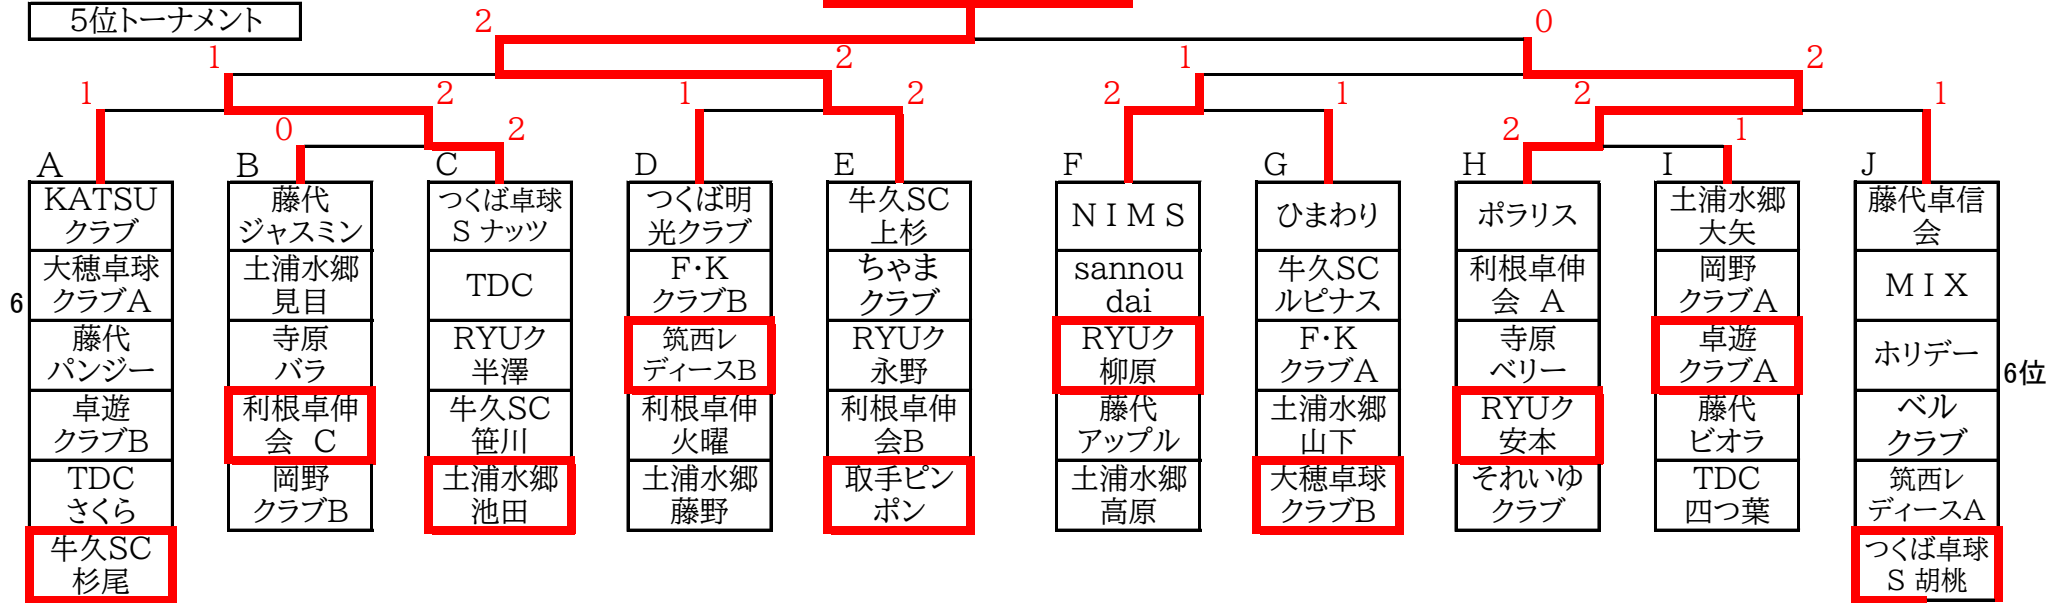 5位トーナメント
2
0
1
2
1
2
1
2
1
2
2
1
2
1
0
2
2
1
A
B
C
D
E
F
G
H
I
J
KATSU
クラブ
大穂卓球
クラブA
藤代
パンジー
卓遊
クラブB
TDC
さくら
牛久SC
杉尾
6
藤代
ジャスミン
土浦水郷
見目
寺原
バラ
利根卓伸
会 C
岡野
クラブB
つくば卓球
S ナッツ
TDC
RYUク
半澤
牛久SC
笹川
土浦水郷
池田
つくば明
光クラブ
F・K
クラブB
筑西レ
ディースB
利根卓伸
火曜
土浦水郷
藤野
牛久SC
上杉
ちゃま
クラブ
RYUク
永野
利根卓伸
会B
取手ピン
ポン
NIMS
sannou
dai
RYUク
柳原
藤代
アップル
土浦水郷
高原
ひまわり
牛久SC
ルピナス
F・K
クラブA
土浦水郷
山下
大穂卓球
クラブB
ポラリス
利根卓伸
会 A
寺原
ベリー
RYUク
安本
それいゆ
クラブ
土浦水郷
大矢
岡野
クラブA
卓遊
クラブA
藤代
ビオラ
TDC
四つ葉
藤代卓信
会
MIX
ホリデー
ベル
クラブ
筑西レ
ディースA
つくば卓球
S 胡桃
6位